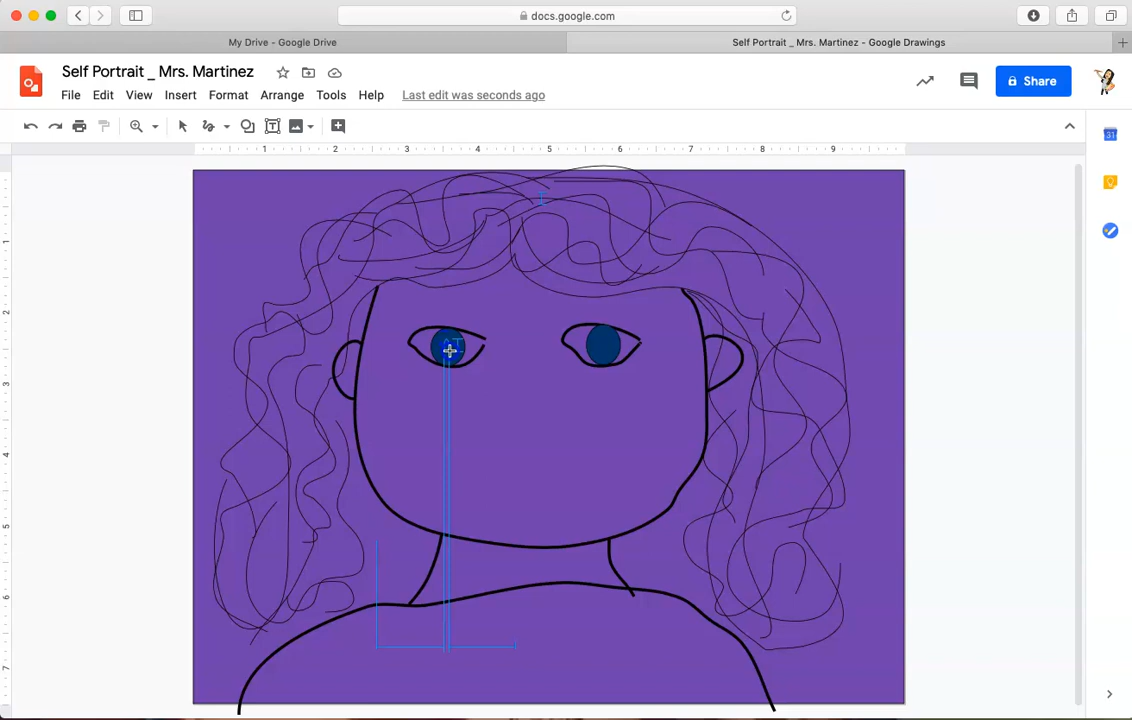 docs.google.com
My Drive - Google Drive
Self Portrait _ Mrs. Martinez - Google Drawings
Self Portrait _ Mrs. Martinez
Share
File Edit View Insert Format Arrange Tools Help Last edit was seconds ago
1 2 3 4 5 6 7 8 9
31
1
3
4
5
6
7